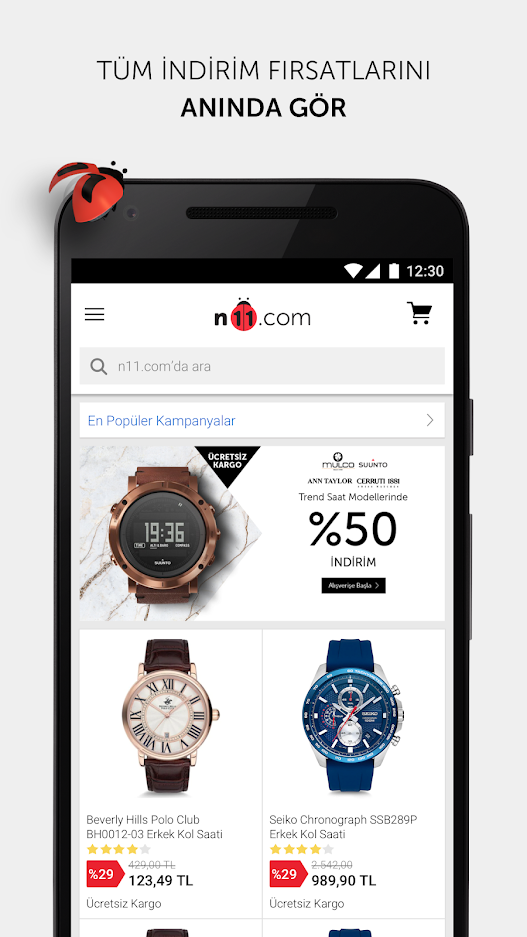 TÜM İNDİRİM FIRSATLARINI
ANINDA GÖR
12:30
n11.com
n11.com'da ara
En Popüler Kampanyalar
ÜCRETSİZ
KARGO
mulco SUUNTO
ANN TAYLOR CERRUTI 1881
Trend Saat Modellerinde
%50
İNDİRİM
Alışverişe Başla
19:36
SUUNTO
SEIKO
Beverly Hills Polo Club
BH0012-03 Erkek Kol Saati
%29
429,00 TL
123,49 TL
Ücretsiz Kargo
Seiko Chronograph SSB289P
Erkek Kol Saati
%29
2.542,00
989,90 TL
Ücretsiz Kargo